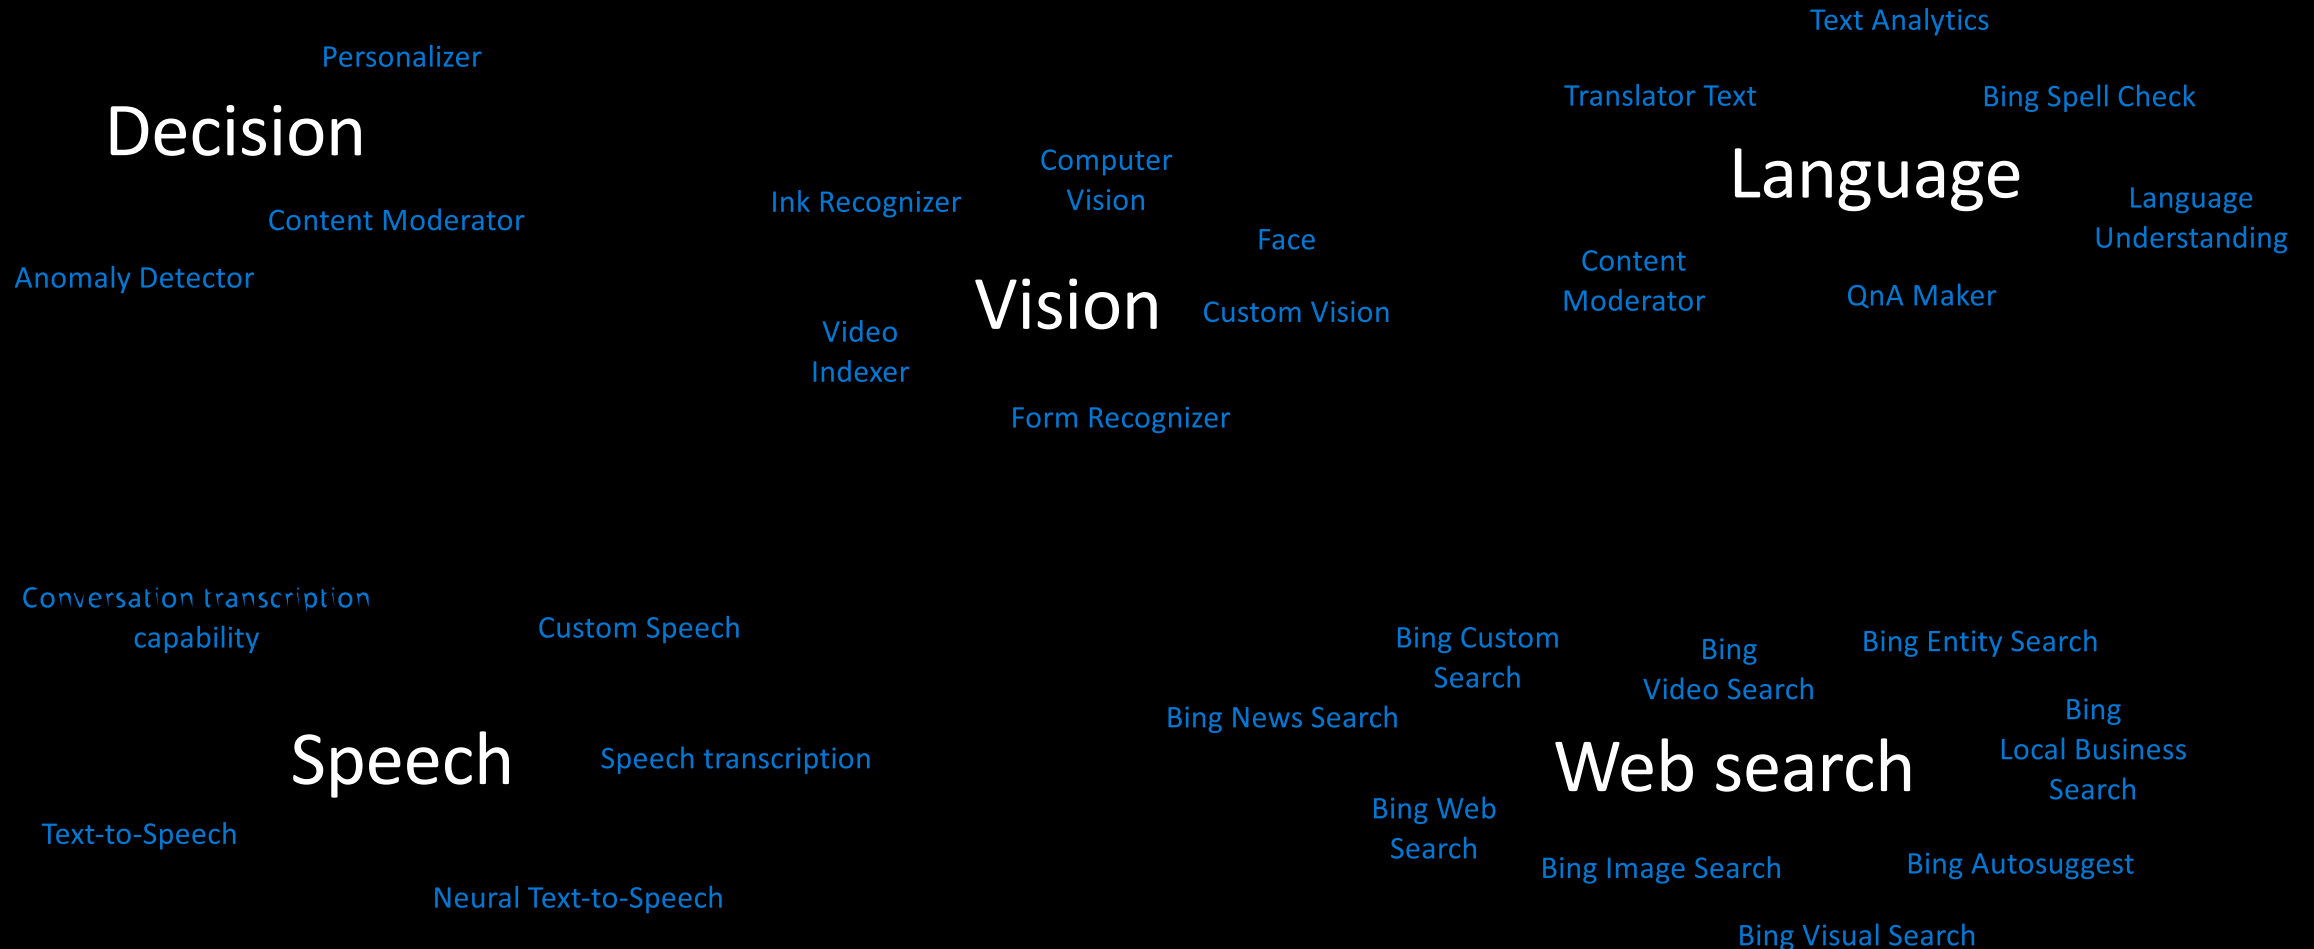 Personalizer
Decision
Content Moderator
Anomaly Detector
Computer
Vision
Ink Recognizer
Face
Vision
Custom Vision
Video
Indexer
Form Recognizer
Text Analytics
Translator Text
Bing Spell Check
Language
Language
Understanding
Content
Moderator
QnA Maker
Conversation transcription
capability
Custom Speech
Speech
Speech transcription
Text-to-Speech
Neural Text-to-Speech
Bing Custom
Search
Bing
Video Search
Bing Entity Search
Bing News Search
Bing
Local Business
Search
Web search
Bing Web
Search
Bing Image Search
Bing Autosuggest
Bing Visual Search